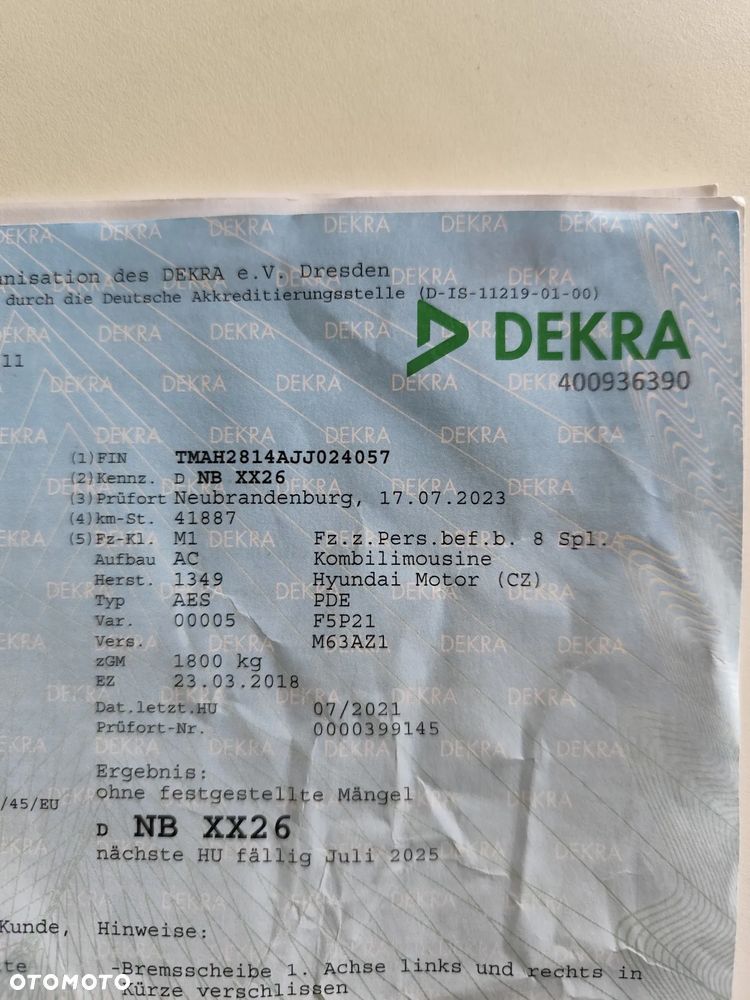 nisation des DEKRA e.V. Dresden
durch die Deutsche Akkreditierungsstelle (D-IS-11219-01-00)
DEKRA
11
400936390
(1) FIN TMAH2814AJJ024057
(2) Kennz. D NB XX26
(3) Prüfort Neubrandenburg, 17.07.2023
(4) km-St. 41887
(5) Fz-Kl. M1 Fz.z.Pers.bef.b. 8 Spl.
Aufbau AC Kombilimousine
Herst. 1349 Hyundai Motor (CZ)
Typ AES PDE
Var. 00005 F5P21
Vers. M63AZ1
zGM 1800 kg
EZ 23.03.2018
Dat.letzt.HU 07/2021
Prüfort-Nr. 0000399145
Ergebnis:
/45/EU ohne festgestellte Mängel
D NB XX26
nächste HU fällig Juli 2025
Kunde, Hinweise:
te -Bremsscheibe 1. Achse links und rechts in
Kürze verschlissen
OTOMOTO